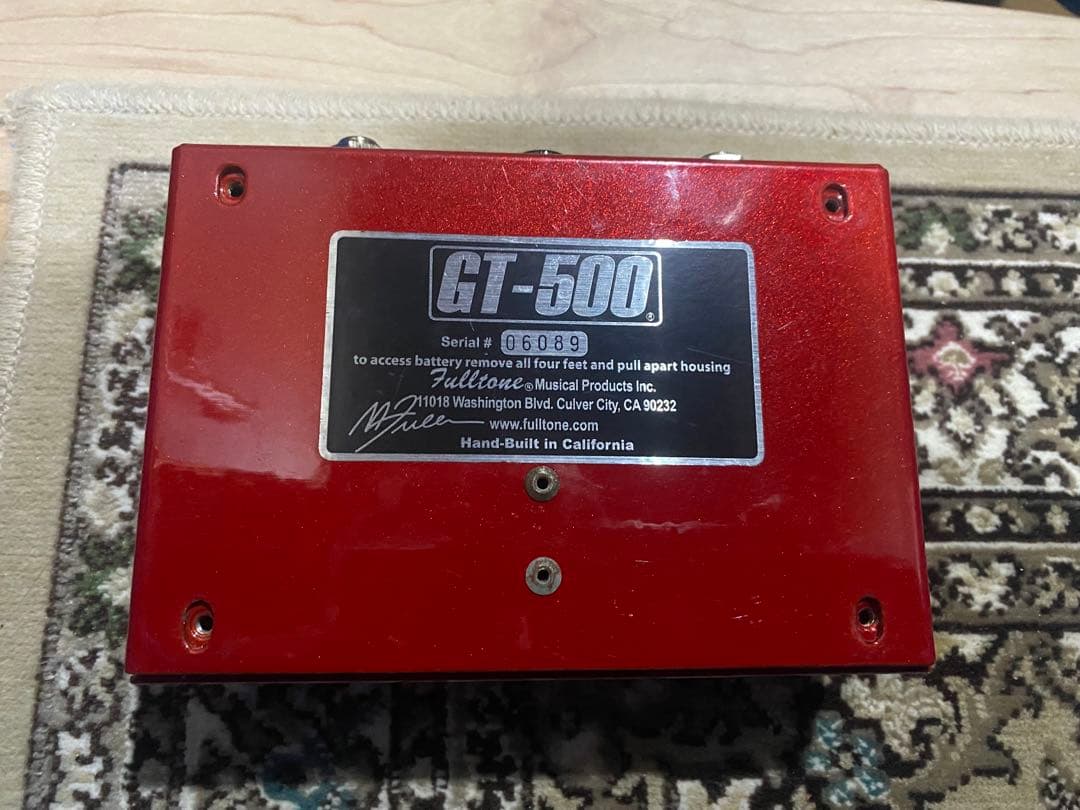 GT-500®
Serial # 06089
to access battery remove all four feet and pull apart housing
Fulltone® Musical Products Inc.
11018 Washington Blvd. Culver City, CA 90232
www.fulltone.com
Hand-Built in California